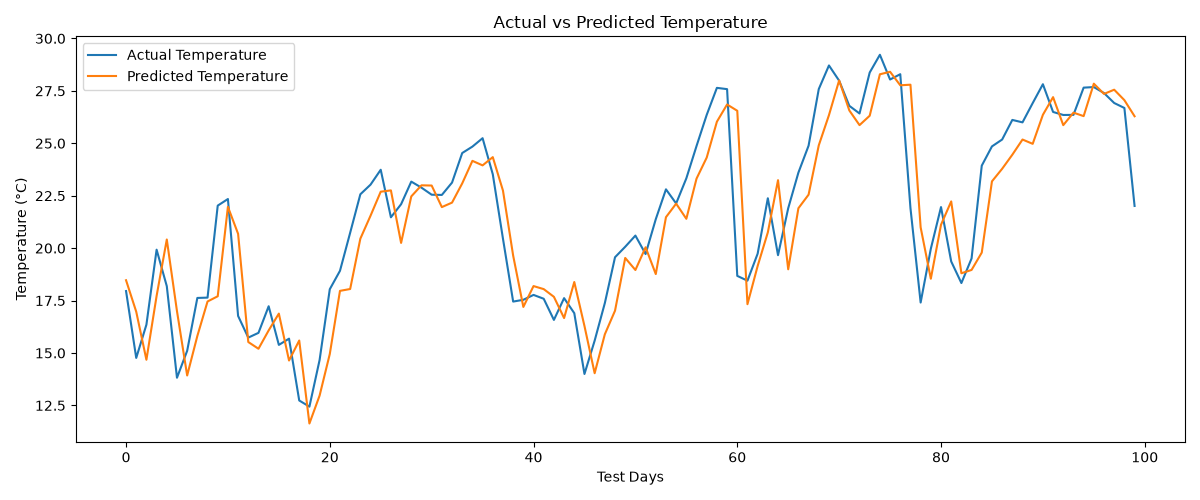 Actual vs Predicted Temperature
Actual Temperature
Predicted Temperature
Temperature (°C)
30.0
27.5
25.0
22.5
20.0
17.5
15.0
12.5
0 20 40 60 80 100
Test Days